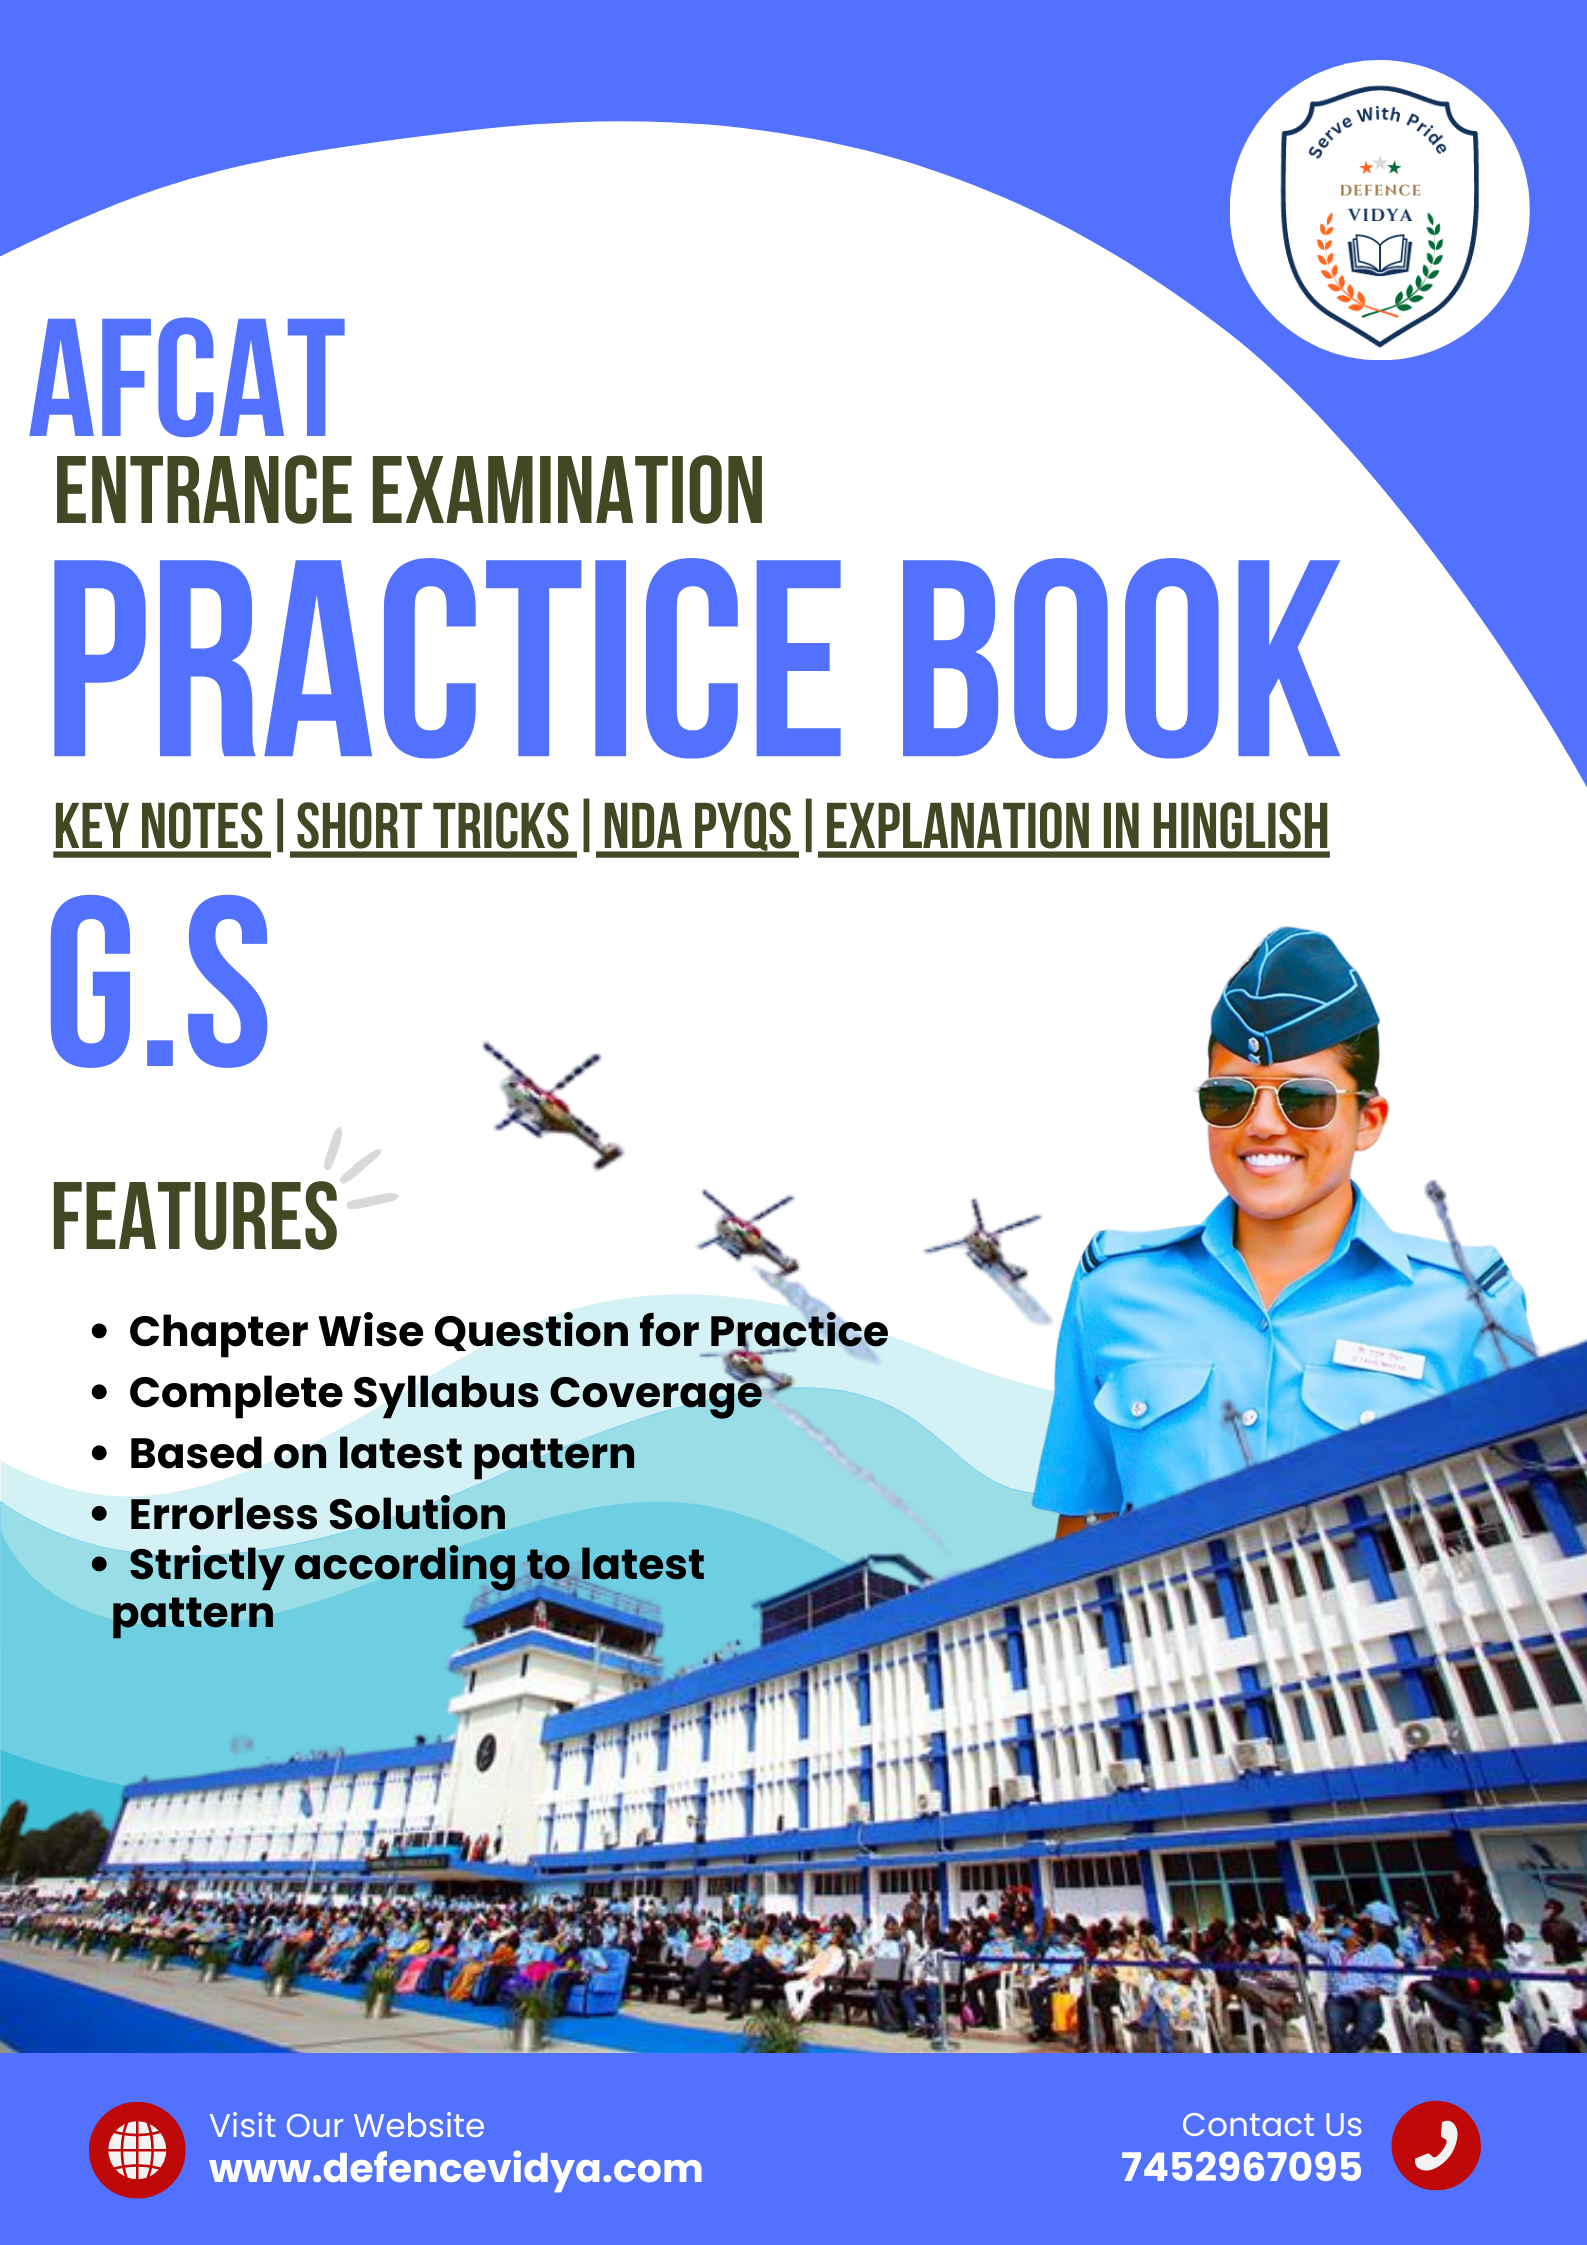 Serve With Pride
DEFENCE
VIDYA
AFCAT
ENTRANCE EXAMINATION
PRACTICE BOOK
KEY NOTES | SHORT TRICKS | NDA PYQS | EXPLANATION IN HINGLISH
G.S
FEATURES
• Chapter Wise Question for Practice
• Complete Syllabus Coverage
• Based on latest pattern
• Errorless Solution
• Strictly according to latest
pattern
Visit Our Website
www.defencevidya.com
Contact Us
7452967095